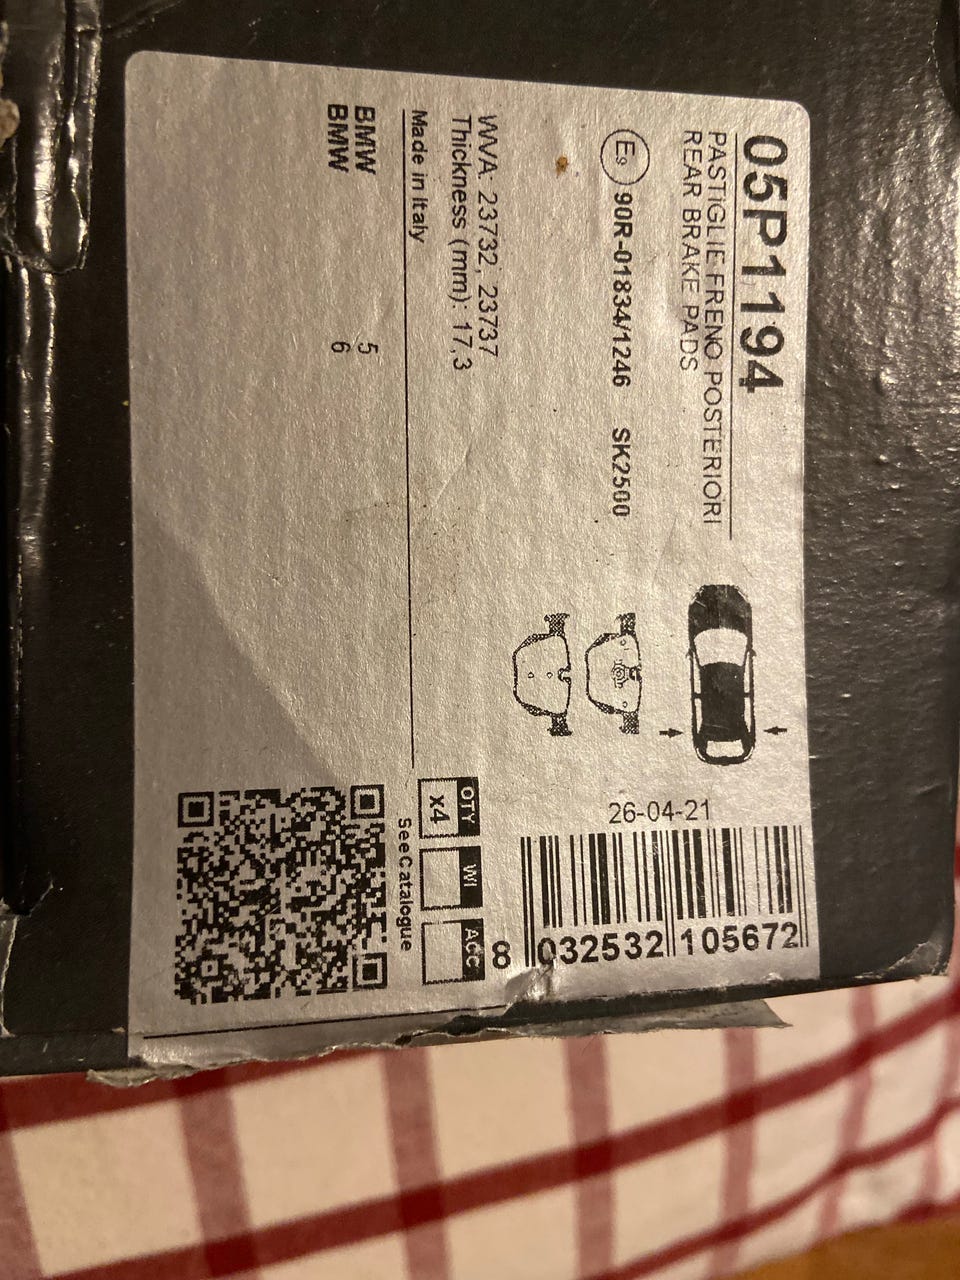 05P1194
PASTIGLIE FRENO POSTERIORI
REAR BRAKE PADS
E9 90R-01834/1246 SK2500
WVA: 23732, 23737
Thickness (mm): 17,3
Made in Italy
BMW 5
BMW 6
26-04-21
8 032532 105672
QTY WI ACC
x4
See Catalogue